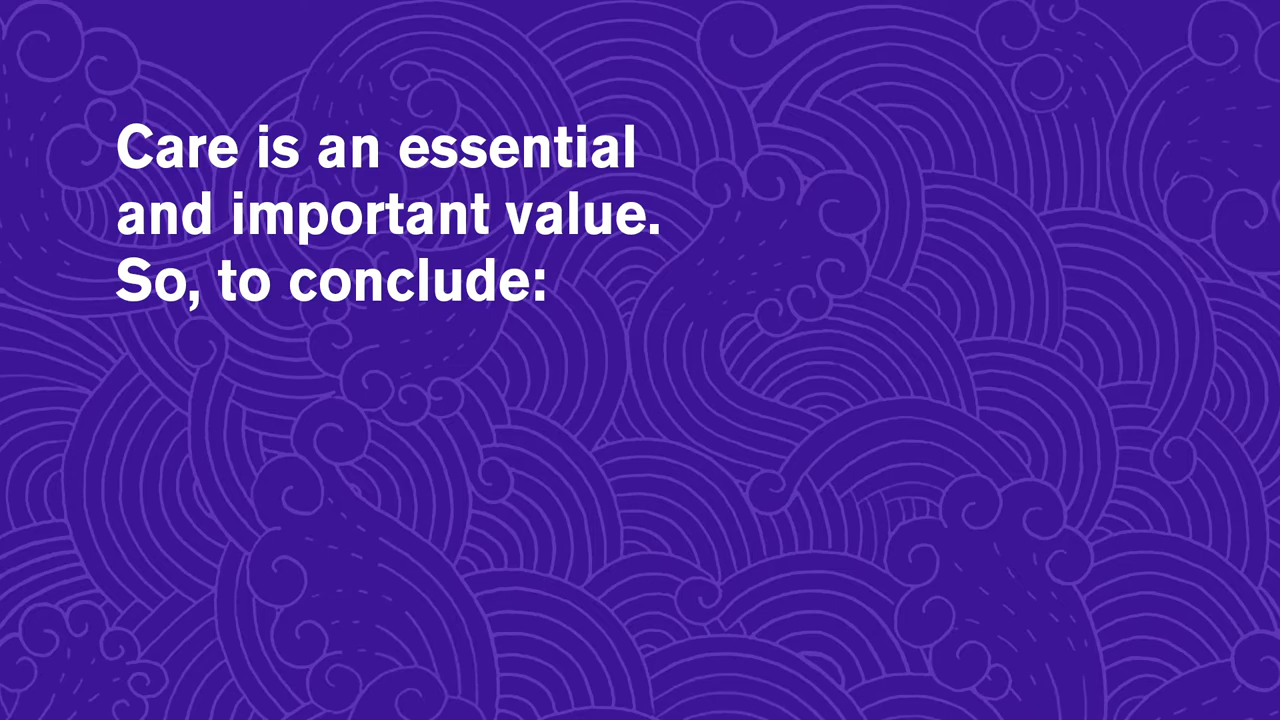 Care is an essential
and important value.
So, to conclude: